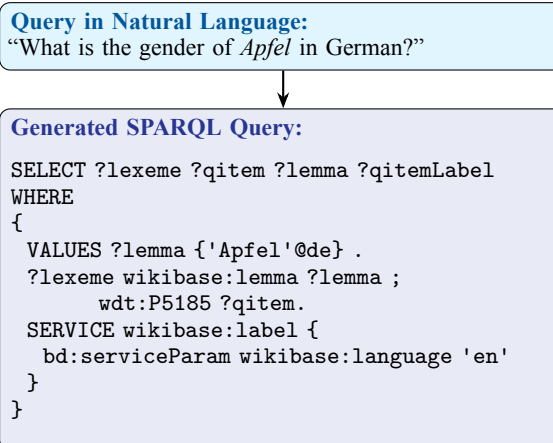 Query in Natural Language:
“What is the gender of Apfel in German?”
Generated SPARQL Query:
SELECT ?lexeme ?qitem ?lemma ?qitemLabel
WHERE
{
VALUES ?lemma {'Apfel'@de} .
?lexeme wikibase:lemma ?lemma ;
wdt:P5185 ?qitem.
SERVICE wikibase:label {
bd:serviceParam wikibase:language 'en'
}
}